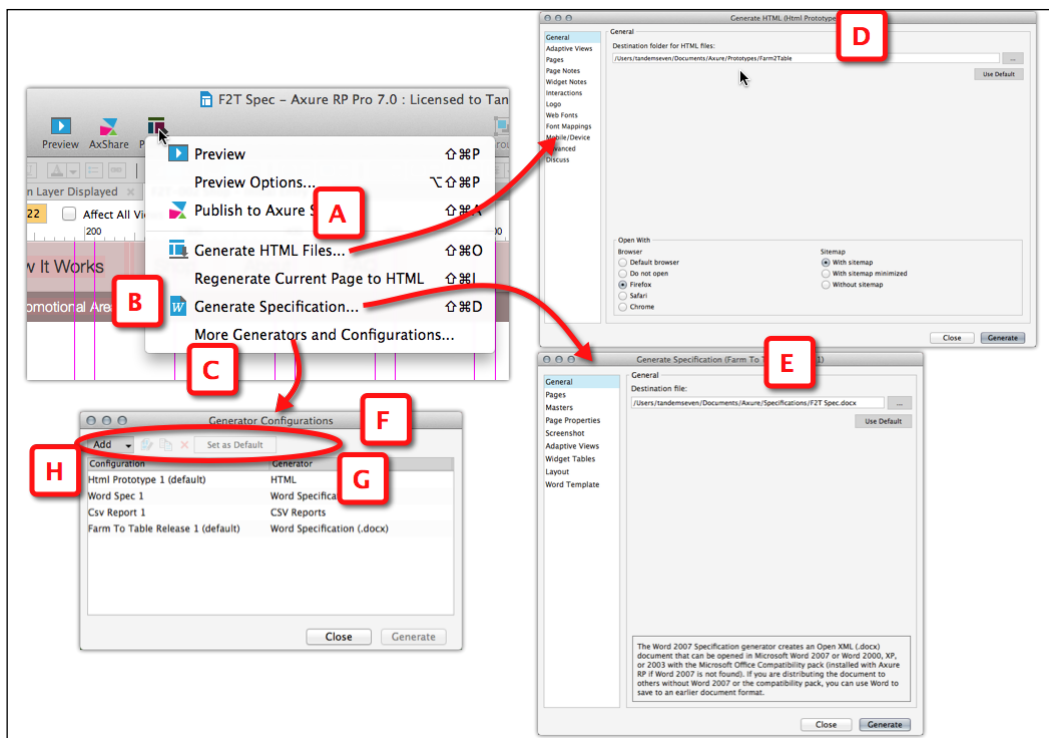 F2T Spec – Axure RP Pro 7.0 : Licensed to Tan
Preview AxShare P
Preview ⇧⌘P
Preview Options... ⌥⇧⌘P
Publish to Axure S ⇧⌘A
Generate HTML Files... ⇧⌘O
Regenerate Current Page to HTML ⇧⌘I
Generate Specification... ⇧⌘D
More Generators and Configurations...
n Layer Displayed
22 Affect All Vi
200
w It Works
omotional Are
A
B
C
Generate HTML (Html Prototype
D
General
Adaptive Views
Pages
Page Notes
Widget Notes
Interactions
Logo
Web Fonts
Font Mappings
Mobile/Device
Advanced
Discuss
General
Destination folder for HTML files:
/Users/tandemseven/Documents/Axure/Prototypes/Farm2Table
...
Use Default
Open With
Browser
Default browser
Do not open
Firefox
Safari
Chrome
Sitemap
With sitemap
With sitemap minimized
Without sitemap
Close Generate
Generate Specification (Farm To T 1)
E
General
Pages
Masters
Page Properties
Screenshot
Adaptive Views
Widget Tables
Layout
Word Template
General
Destination file:
/Users/tandemseven/Documents/Axure/Specifications/F2T Spec.docx
...
Use Default
The Word 2007 Specification generator creates an Open XML (.docx)
document that can be opened in Microsoft Word 2007 or Word 2000, XP,
or 2003 with the Microsoft Office Compatibility pack (installed with Axure
RP if Word 2007 is not found). If you are distributing the document to
others without Word 2007 or the compatibility pack, you can use Word to
save to an earlier document format.
Close Generate
Generator Configurations
F
Add Set as Default
H
G
Configuration Generator
Html Prototype 1 (default) HTML
Word Spec 1 Word Specifica
Csv Report 1 CSV Reports
Farm To Table Release 1 (default) Word Specification (.docx)
Close Generate